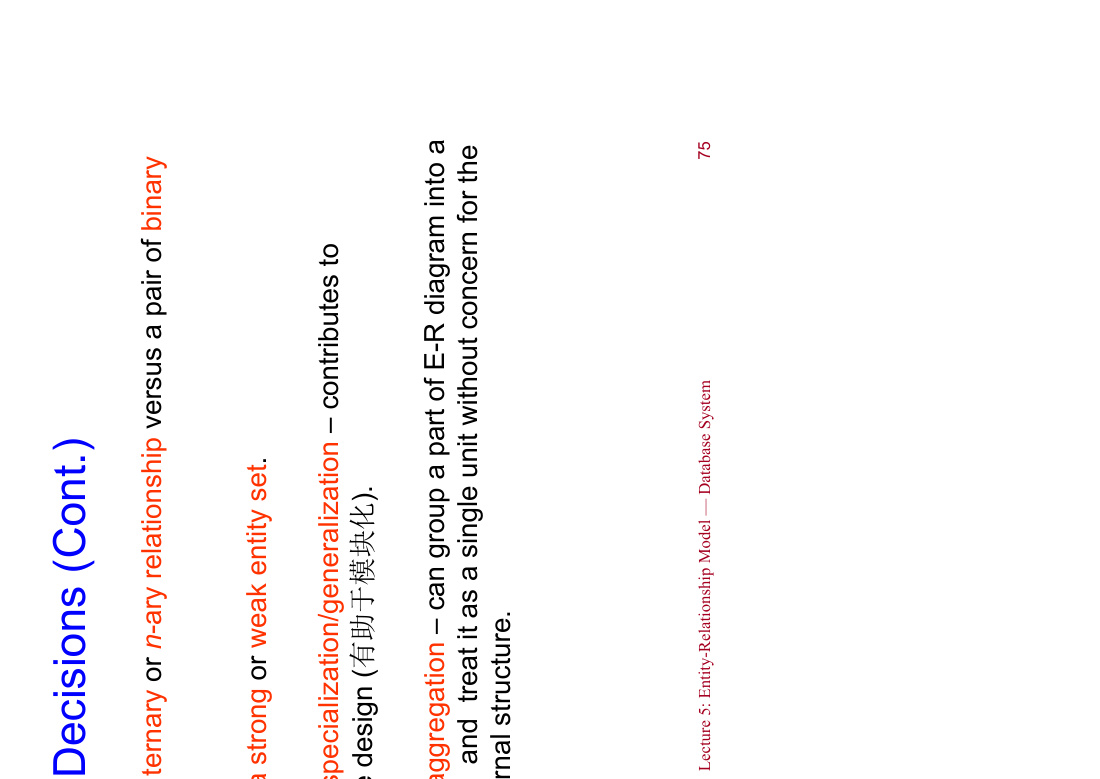 Decisions (Cont.)
ternary or n-ary relationship versus a pair of binary
a strong or weak entity set.
specialization/generalization – contributes to
design (有助于模块化).
aggregation – can group a part of E-R diagram into a
and treat it as a single unit without concern for the
structure.
Lecture 5: Entity-Relationship Model — Database System
75